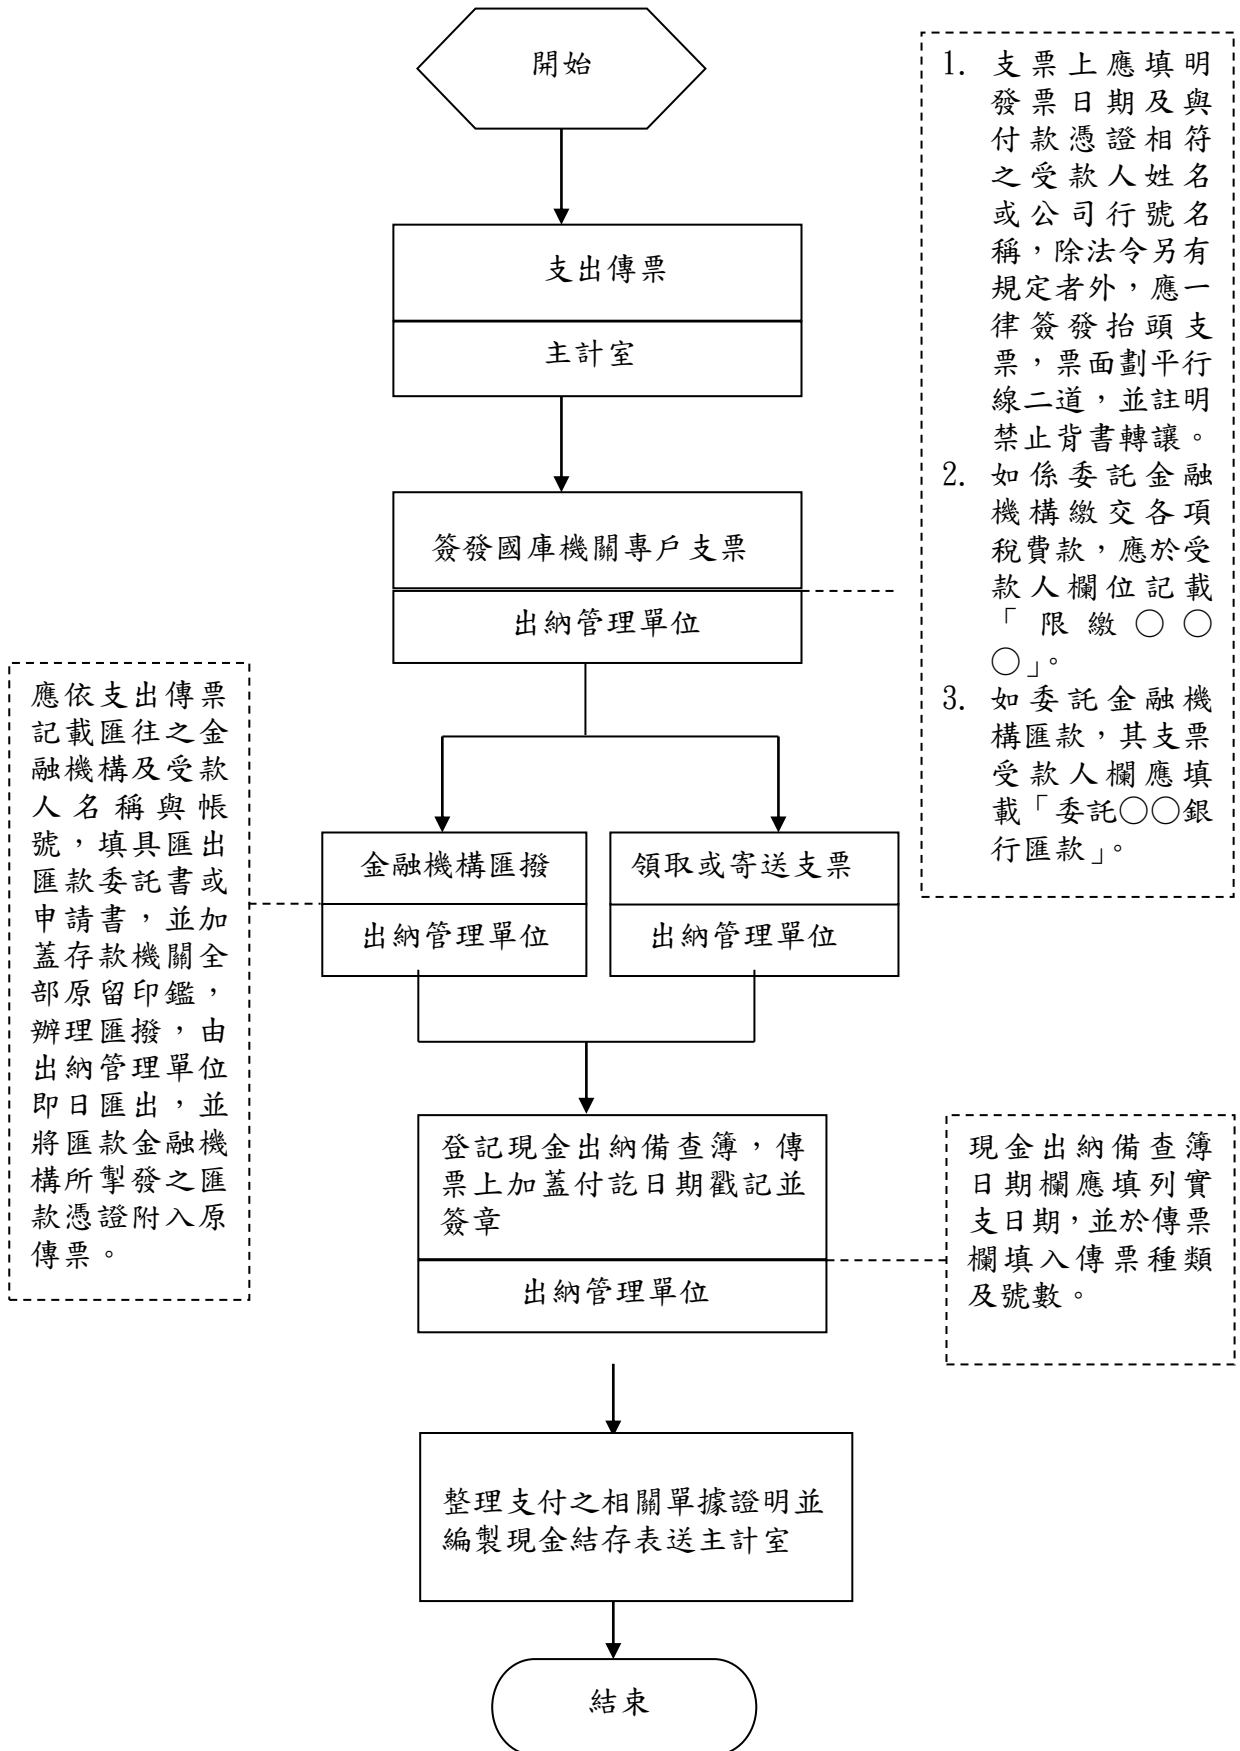 開始
1. 支票上應填明
發票日期及與
付款憑證相符
之受款人姓名
或公司行號名
稱，除法令另有
規定者外，應一
律簽發抬頭支
票，票面劃平行
線二道，並註明
禁止背書轉讓。
2. 如係委託金融
機構繳交各項
稅費款，應於受
款人欄位記載
「限繳○○
○」。
3. 如委託金融機
構匯款，其支票
受款人欄應填
載「委託○○銀
行匯款」。
支出傳票
主計室
簽發國庫機關專戶支票
出納管理單位
應依支出傳票
記載匯往之金
融機構及受款
人名稱與帳
號，填具匯出
匯款委託書或
申請書，並加
蓋存款機關全
部原留印鑑，
辦理匯撥，由
出納管理單位
即日匯出，並
將匯款金融機
構所掣發之匯
款憑證附入原
傳票。
金融機構匯撥
出納管理單位
領取或寄送支票
出納管理單位
登記現金出納備查簿，傳
票上加蓋付訖日期戳記並
簽章
出納管理單位
現金出納備查簿
日期欄應填列實
支日期，並於傳票
欄填入傳票種類
及號數。
整理支付之相關單據證明並
編製現金結存表送主計室
結束